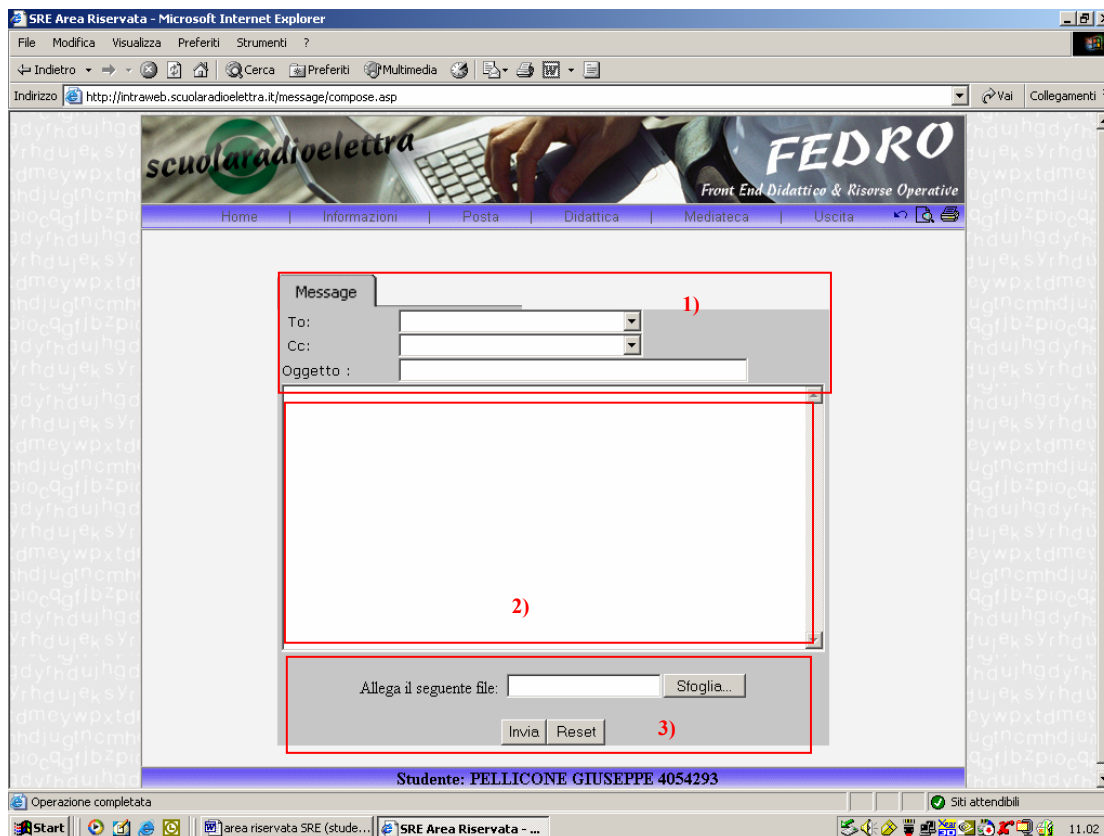 SRE Area Riservata - Microsoft Internet Explorer
File Modifica Visualizza Preferiti Strumenti ?
Indietro Cerca Preferiti Multimedia
Indirizzo http://intraweb.scuolaradioelettra.it/message/compose.asp Vai Collegamenti
scuolaradioelettra
FEDRO
Front End Didattico & Risorse Operative
Home | Informazioni | Posta | Didattica | Mediateca | Uscita
Message
1)
To:
Cc:
Oggetto :
2)
Allega il seguente file: Sfoglia...
Invia Reset 3)
Studente: PELLICONE GIUSEPPE 4054293
Operazione completata Siti attendibili
Start area riservata SRE (stude... SRE Area Riservata - ... 11.02